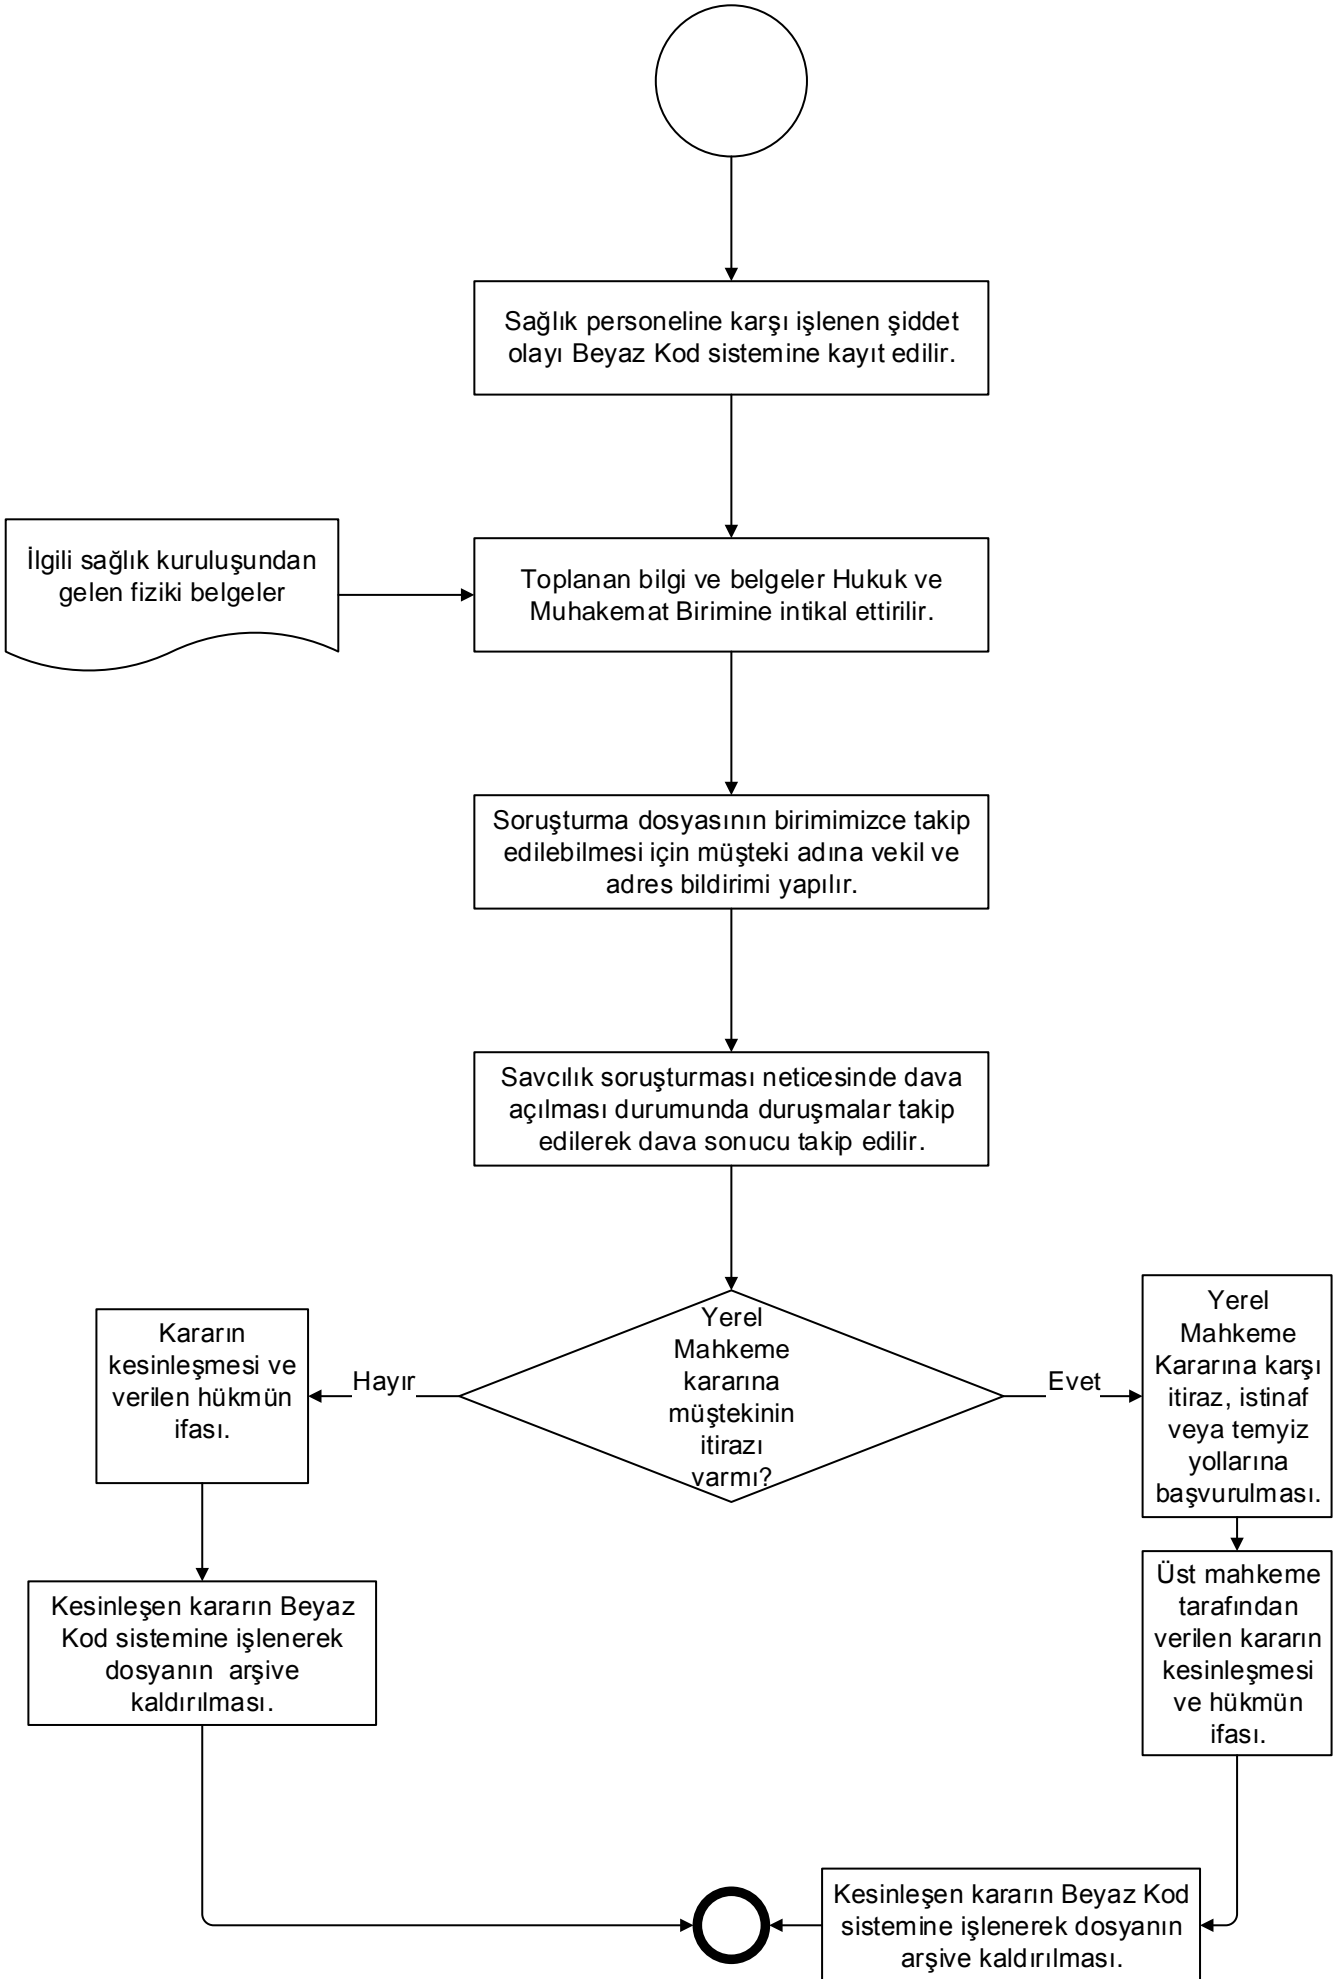 Sağlık personeline karşı işlenen şiddet
olayı Beyaz Kod sistemine kayıt edilir.
İlgili sağlık kuruluşundan
gelen fiziki belgeler
Toplanan bilgi ve belgeler Hukuk ve
Muhakemat Birimine intikal ettirilir.
Soruşturma dosyasının birimimizce takip
edilebilmesi için müşteki adına vekil ve
adres bildirimi yapılır.
Savcılık soruşturması neticesinde dava
açılması durumunda duruşmalar takip
edilerek dava sonucu takip edilir.
Yerel
Mahkeme
kararına
müştekinin
itirazı
varmı?
Hayır
Kararın
kesinleşmesi ve
verilen hükmün
ifası.
Kesinleşen kararın Beyaz
Kod sistemine işlenerek
dosyanın arşive
kaldırılması.
Evet
Yerel
Mahkeme
Kararına karşı
itiraz, istinaf
veya temyiz
yollarına
başvurulması.
Üst mahkeme
tarafından
verilen kararın
kesinleşmesi
ve hükmün
ifası.
Kesinleşen kararın Beyaz Kod
sistemine işlenerek dosyanın
arşive kaldırılması.